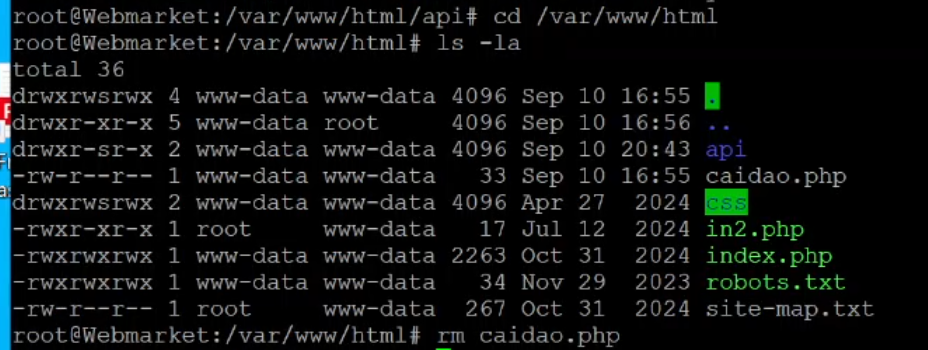 root@Webmarket:/var/www/html/api# cd /var/www/html
root@Webmarket:/var/www/html# ls -la
total 36
drwxrwsrwx 4 www-data www-data 4096 Sep 10 16:55 .
drwxr-xr-x 5 www-data root     4096 Sep 10 16:56 ..
drwxr-sr-x 2 www-data www-data 4096 Sep 10 20:43 api
-rw-r--r-- 1 www-data www-data   33 Sep 10 16:55 caidao.php
drwxrwsrwx 2 www-data www-data 4096 Apr 27  2024 css
-rwxr-xr-x 1 root     www-data   17 Jul 12  2024 in2.php
-rwxrwxrwx 1 www-data www-data 2263 Oct 31  2024 index.php
-rwxrwxrwx 1 www-data www-data   34 Nov 29  2023 robots.txt
-rw-r--r-- 1 root     www-data  267 Oct 31  2024 site-map.txt
root@Webmarket:/var/www/html# rm caidao.php